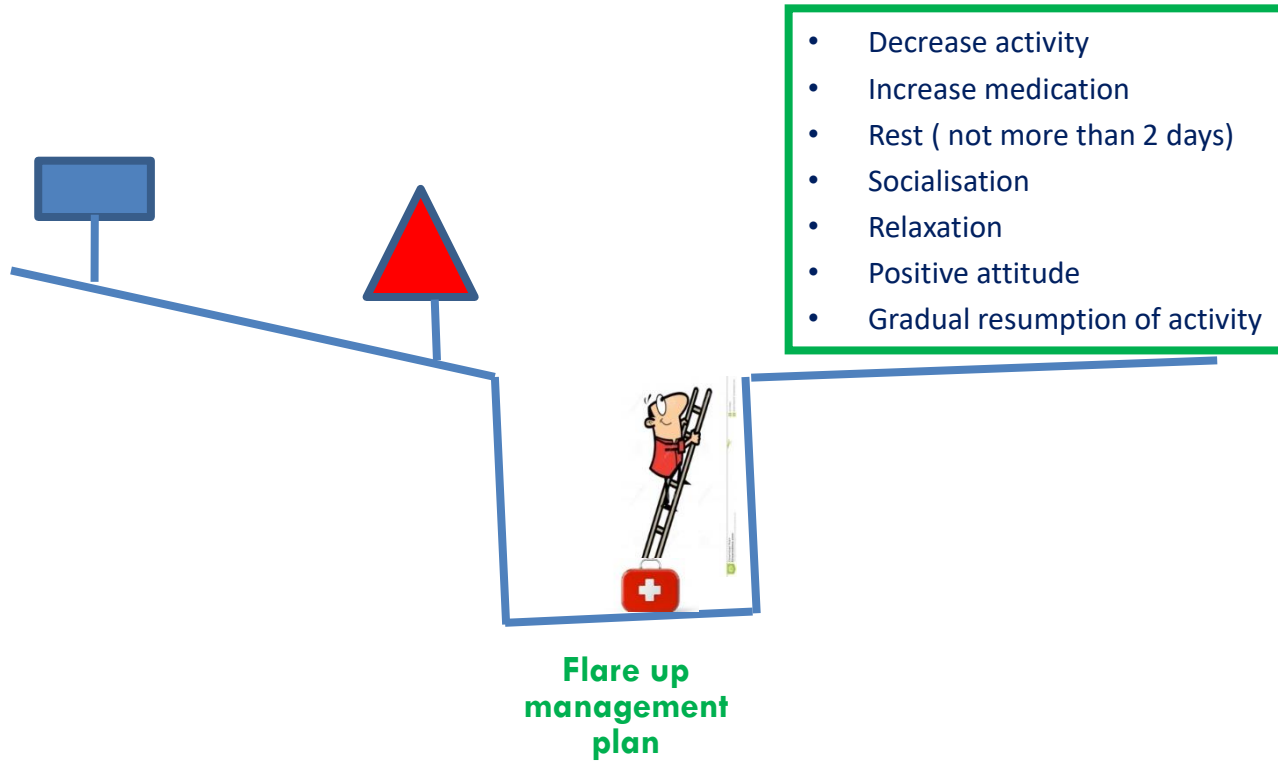 • Decrease activity
• Increase medication
• Rest ( not more than 2 days)
• Socialisation
• Relaxation
• Positive attitude
• Gradual resumption of activity
Flare up
management
plan